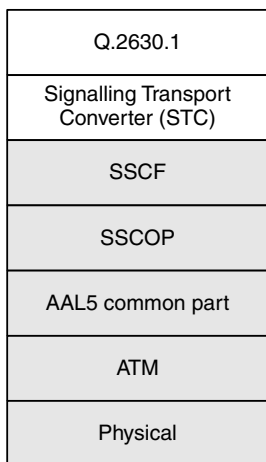 Q.2630.1
Signalling Transport
Converter (STC)
SSCF
SSCOP
AAL5 common part
ATM
Physical